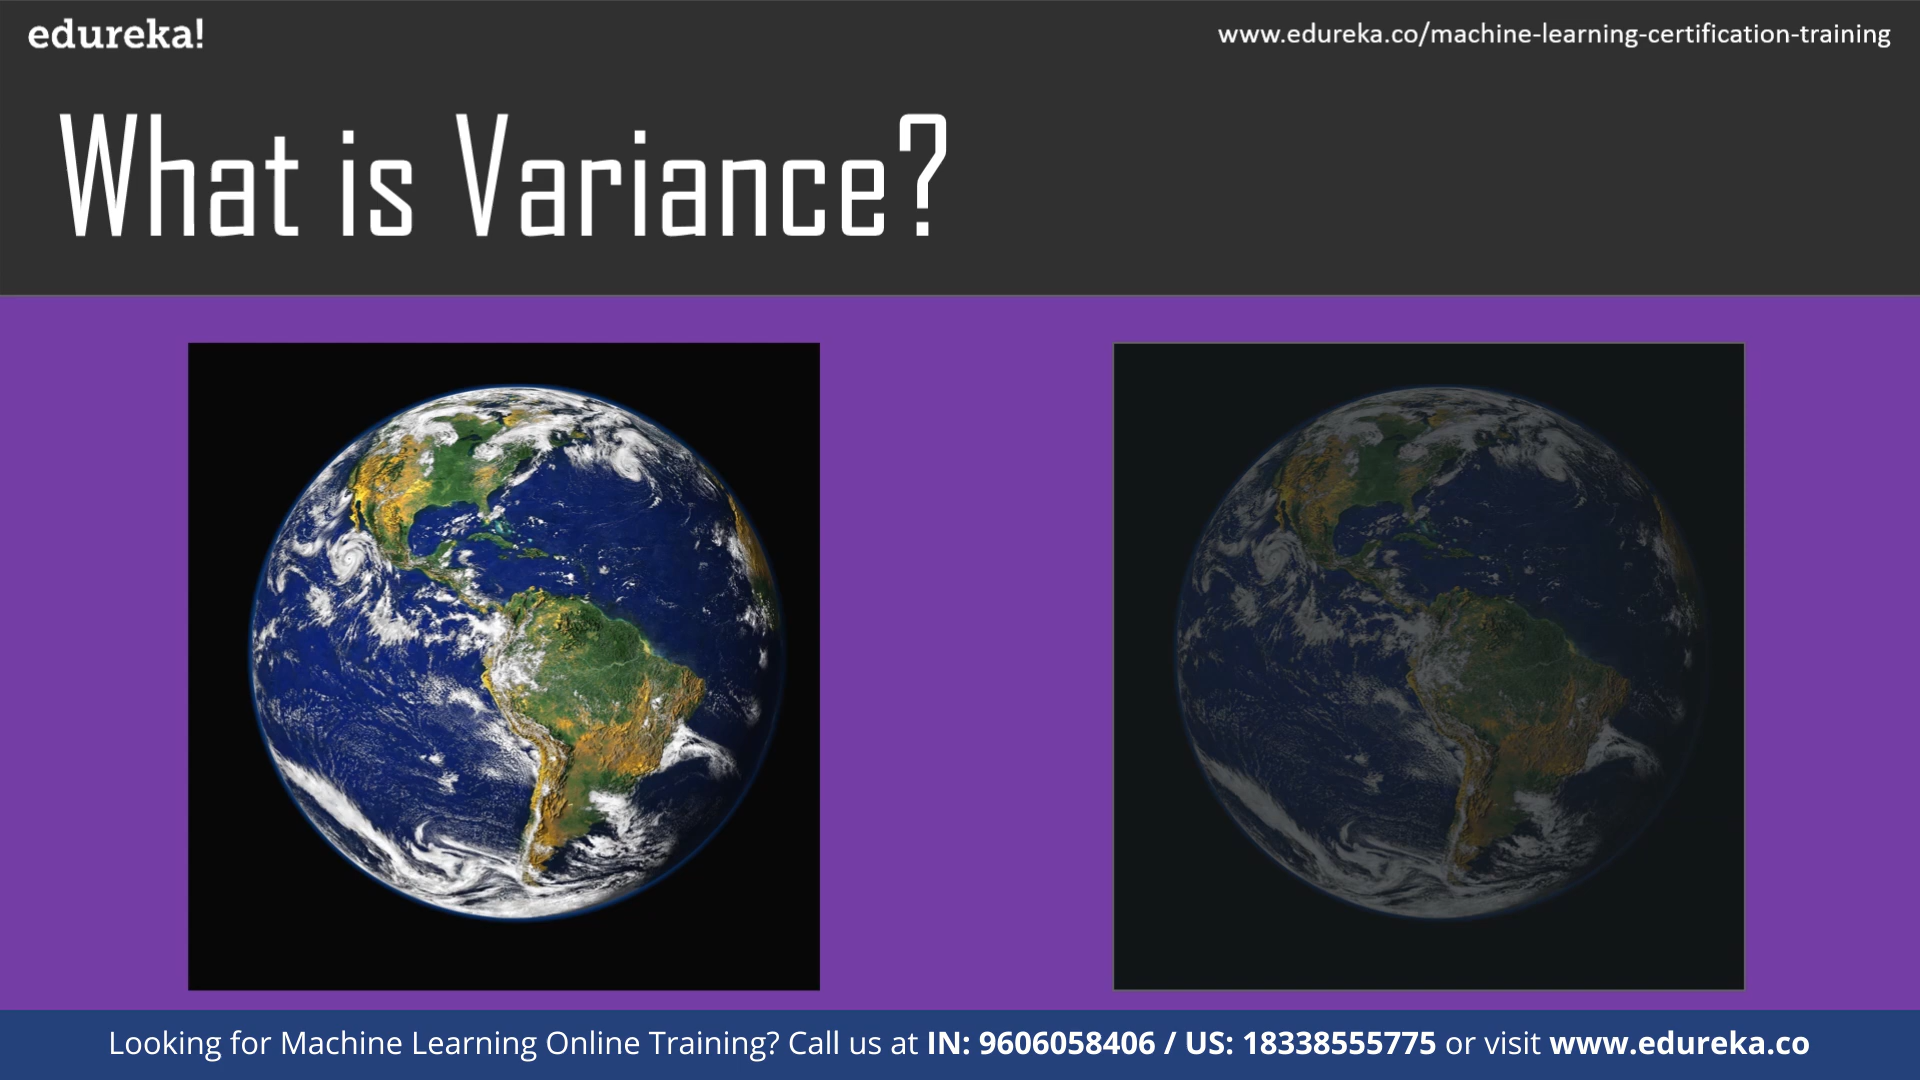 edureka!
www.edureka.co/machine-learning-certification-training
What is Variance?
Looking for Machine Learning Online Training? Call us at IN: 9606058406 / US: 18338555775 or visit www.edureka.co